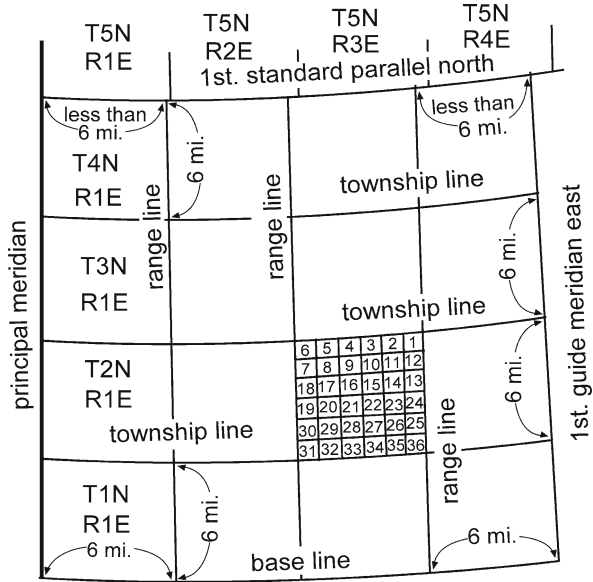 T5N T5N T5N T5N
R1E R2E R3E R4E
1st. standard parallel north
less than
6 mi.
6 mi.
less than
6 mi.
T4N
R1E
township line
principal meridian
range line
range line
1st. guide meridian east
T3N
R1E
6 mi.
township line
T2N
R1E
6 5 4 3 2 1
7 8 9 10 11 12
18 17 16 15 14 13
19 20 21 22 23 24
30 29 28 27 26 25
31 32 33 34 35 36
6 mi.
township line
range line
T1N
R1E
6 mi.
6 mi.
6 mi.
base line